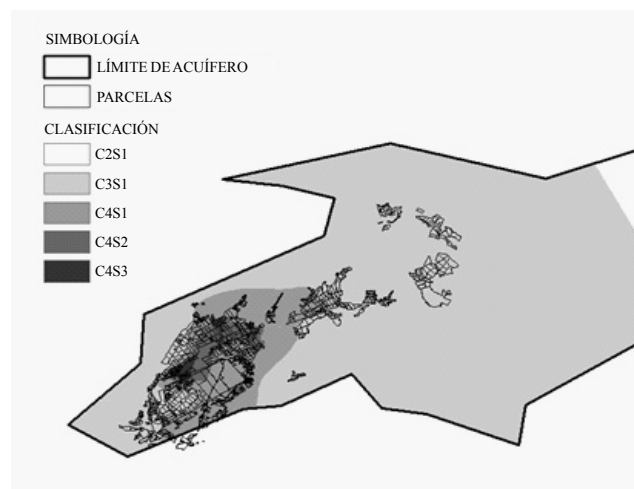 SIMBOLOGÍA
LÍMITE DE ACUÍFERO
PARCELAS
CLASIFICACIÓN
C2S1
C3S1
C4S1
C4S2
C4S3